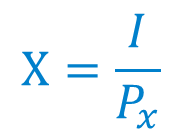 X = I / Pₓ